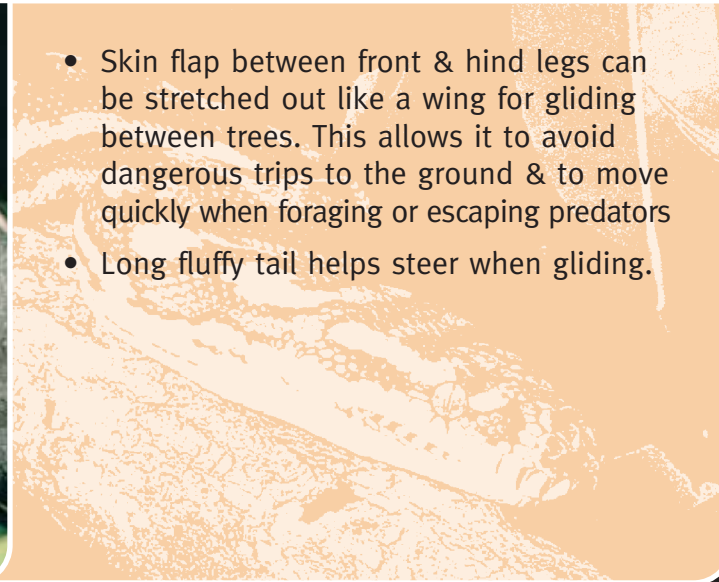 • Skin flap between front & hind legs can
be stretched out like a wing for gliding
between trees. This allows it to avoid
dangerous trips to the ground & to move
quickly when foraging or escaping predators
• Long fluffy tail helps steer when gliding.